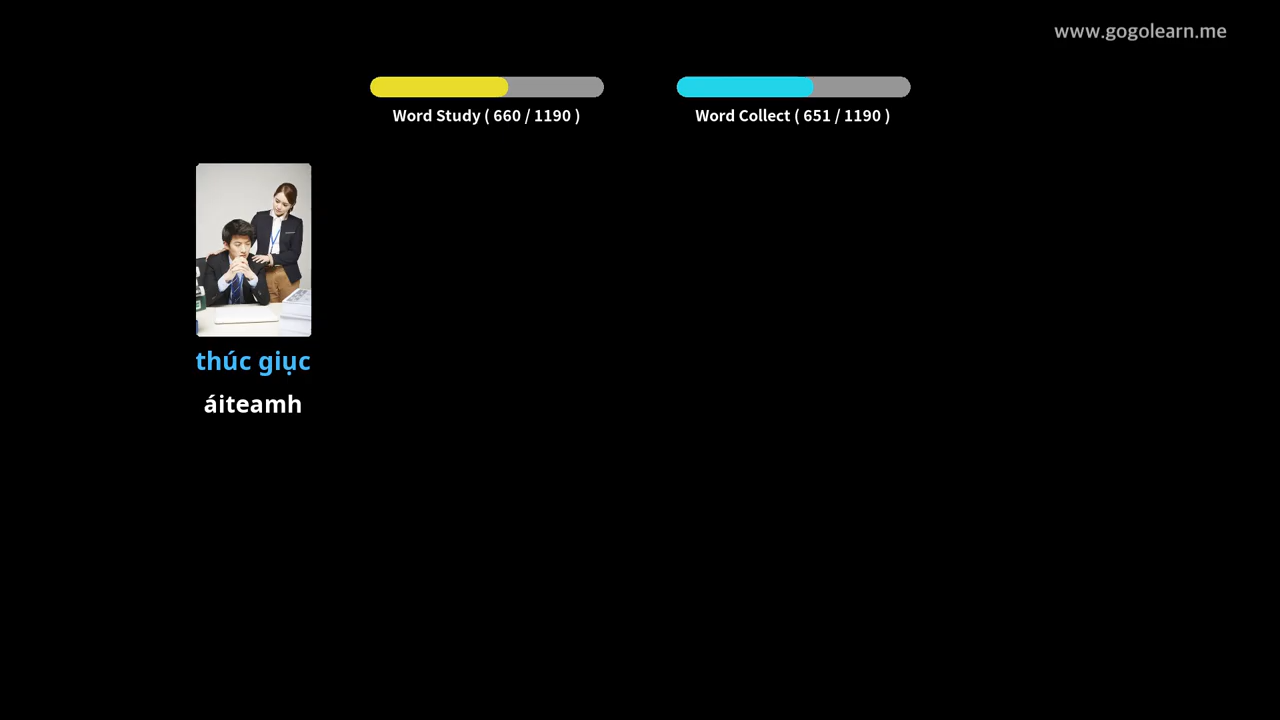 www.gogolearn.me
Word Study ( 660 / 1190 )
Word Collect ( 651 / 1190 )
thúc giục
áiteamh